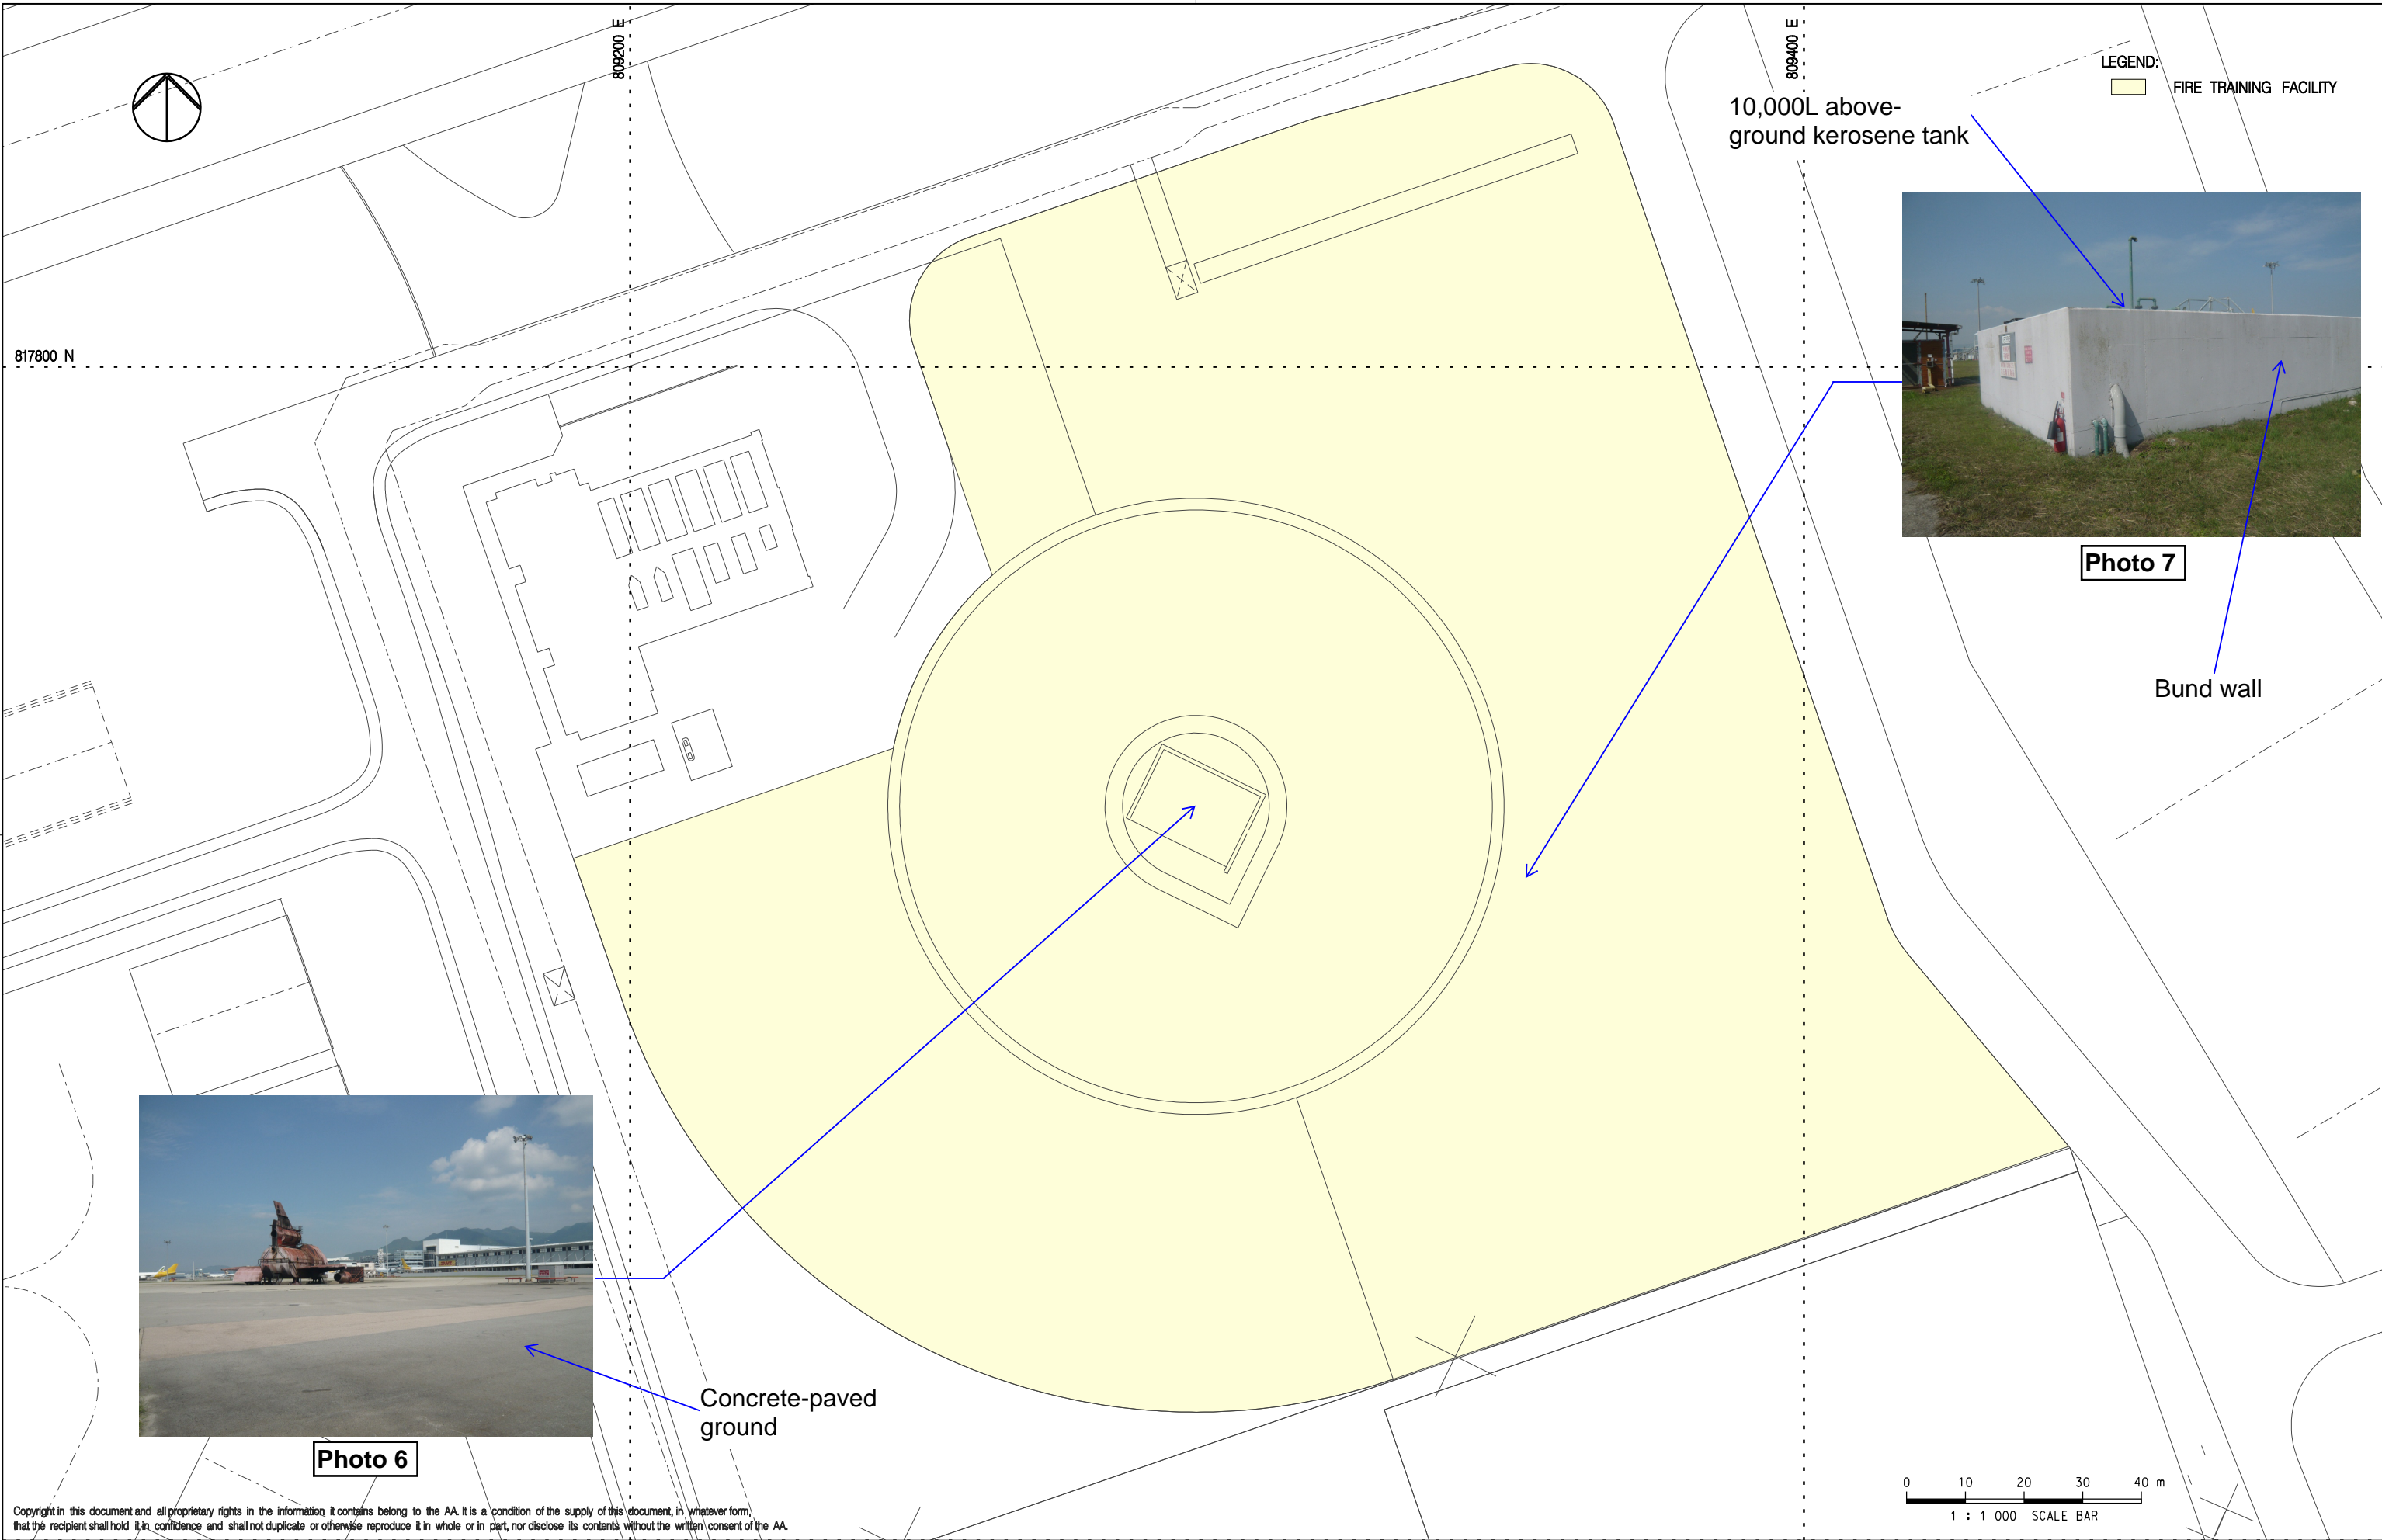 809200 E
809400 E
LEGEND:
FIRE TRAINING FACILITY
10,000L above-
ground kerosene tank
817800 N
Photo 7
Bund wall
Concrete-paved
ground
Photo 6
0 10 20 30 40 m
1 : 1 000 SCALE BAR
Copyright in this document and all proprietary rights in the information it contains belong to the AA. It is a condition of the supply of this document, in whatever form,
that the recipient shall hold it in confidence and shall not duplicate or otherwise reproduce it in whole or in part, nor disclose its contents without the written consent of the AA.